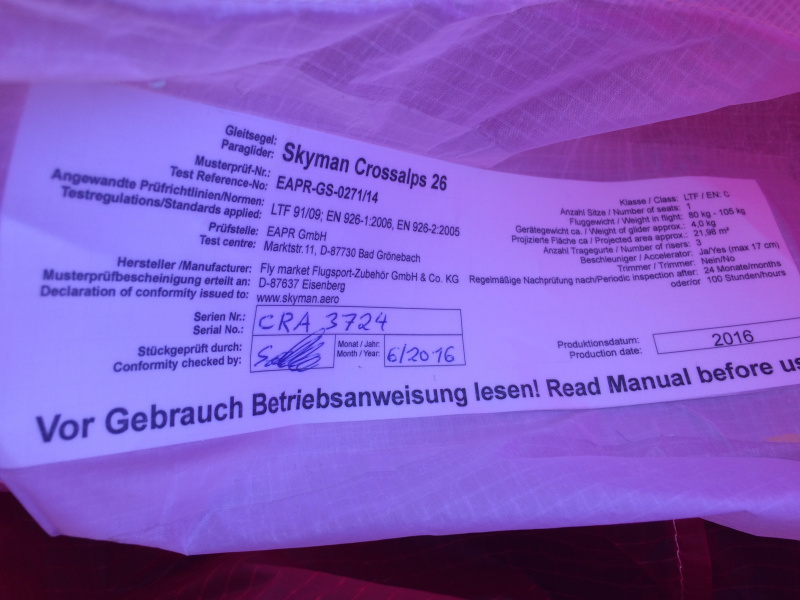 Gleitsegel:
Paraglider: Skyman Crossalps 26
Musterprüf-Nr.:
Test Reference-No: EAPR-GS-0271/14
Angewandte Prüfrichtlinien/Normen:
Testregulations/Standards applied: LTF 91/09; EN 926-1:2006, EN 926-2:2005
Prüfstelle: EAPR GmbH
Test centre: Marktstr.11, D-87730 Bad Grönebach
Hersteller /Manufacturer: Fly market Flugsport-Zubehör GmbH & Co. KG
Musterprüfbescheinigung erteilt an: D-87637 Eisenberg
Declaration of conformity issued to: www.skyman.aero
Serien Nr.:
Serial No.: CRA 3724
Stückgeprüft durch:
Conformity checked by:
Monat / Jahr:
Month / Year: 6/2016
Klasse / Class: LTF / EN: C
Anzahl Sitze / Number of seats: 1
Fluggewicht / Weight in flight: 80 kg - 105 kg
Gerätegewicht ca. / Weight of glider approx.: 4,0 kg
Projizierte Fläche ca / Projected area approx.: 21,98 m²
Anzahl Tragegurte / Number of risers: 3
Beschleuniger / Accelerator: Ja/Yes (max 17 cm)
Trimmer / Trimmer: Nein/No
Regelmäßige Nachprüfung nach/Periodic inspection after: 24 Monate/months
oder/or 100 Stunden/hours
Produktionsdatum:
Production date: 2016
Vor Gebrauch Betriebsanweisung lesen! Read Manual before us